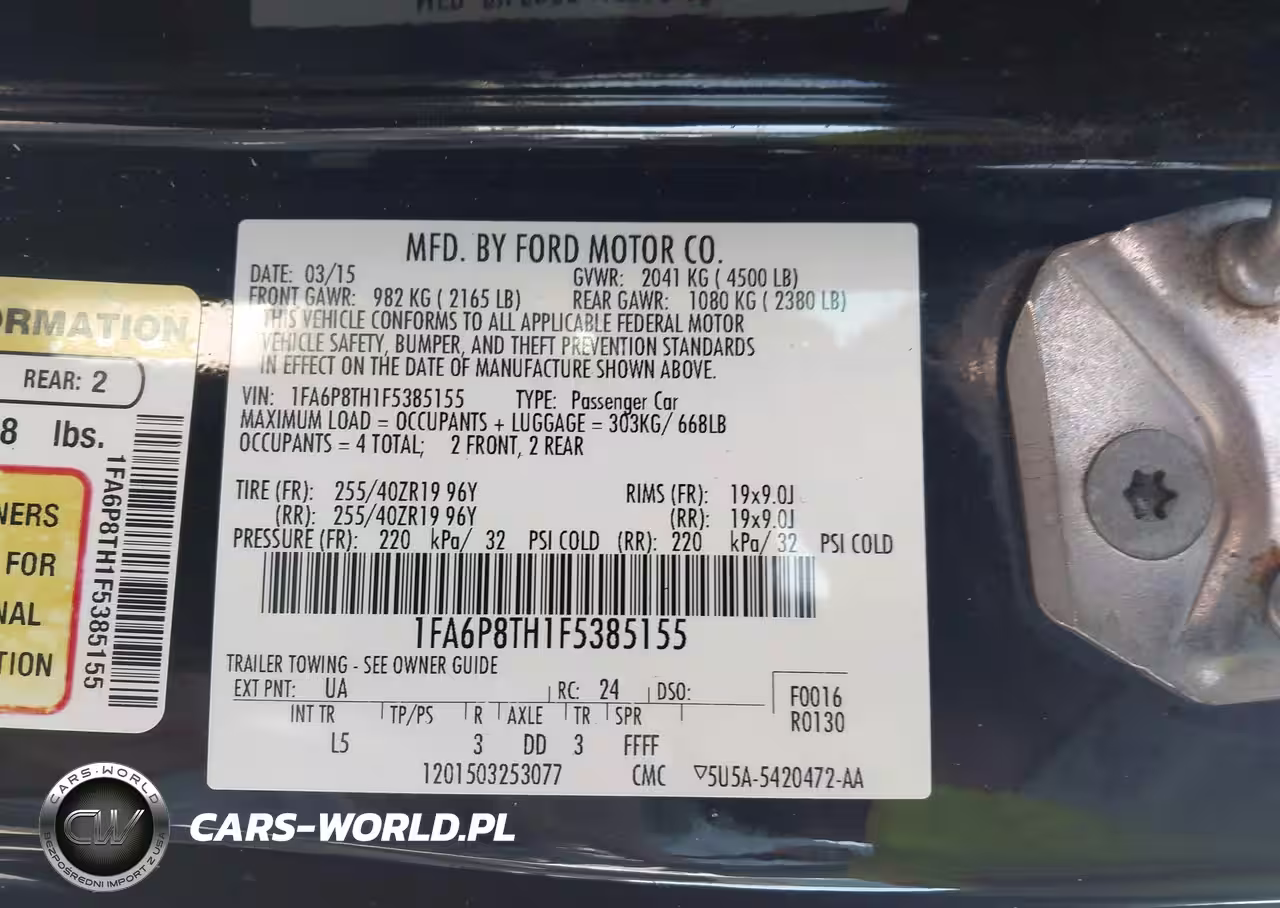 MFD. BY FORD MOTOR CO.
DATE: 03/15 GVWR: 2041 KG ( 4500 LB)
FRONT GAWR: 982 KG ( 2165 LB) REAR GAWR: 1080 KG ( 2380 LB)
THIS VEHICLE CONFORMS TO ALL APPLICABLE FEDERAL MOTOR
VEHICLE SAFETY, BUMPER, AND THEFT PREVENTION STANDARDS
IN EFFECT ON THE DATE OF MANUFACTURE SHOWN ABOVE.
VIN: 1FA6P8TH1F5385155 TYPE: Passenger Car
MAXIMUM LOAD = OCCUPANTS + LUGGAGE = 303KG/ 668LB
OCCUPANTS = 4 TOTAL; 2 FRONT, 2 REAR
TIRE (FR): 255/40ZR19 96Y RIMS (FR): 19x9.0J
(RR): 255/40ZR19 96Y (RR): 19x9.0J
PRESSURE (FR): 220 kPa/ 32 PSI COLD (RR): 220 kPa/ 32 PSI COLD
1FA6P8TH1F5385155
TRAILER TOWING - SEE OWNER GUIDE
EXT PNT: UA RC: 24 DSO:
F0016
R0130
INT TR TP/PS R AXLE TR SPR
L5 3 DD 3 FFFF
1201503253077 CMC ▽5U5A-5420472-AA
ORMATION
REAR: 2
8 lbs.
NERS
FOR
NAL
TION
1FA6P8TH1F5385155
CARS-WORLD
CW
BEZPOŚREDNI IMPORT Z USA
CARS-WORLD.PL